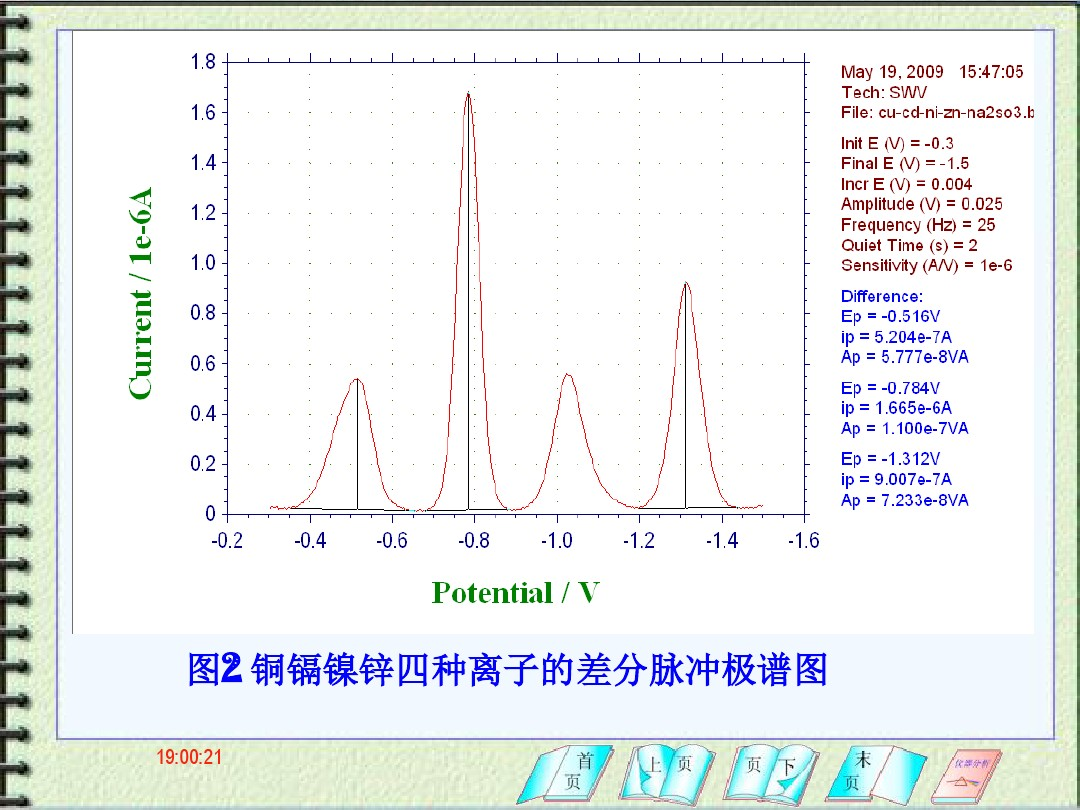 1.8
1.6
1.4
1.2
1.0
0.8
0.6
0.4
0.2
0
Current / 1e-6A
-0.2 -0.4 -0.6 -0.8 -1.0 -1.2 -1.4 -1.6
Potential / V
May 19, 2009 15:47:05
Tech: SWV
File: cu-cd-ni-zn-na2so3.b
Init E (V) = -0.3
Final E (V) = -1.5
Incr E (V) = 0.004
Amplitude (V) = 0.025
Frequency (Hz) = 25
Quiet Time (s) = 2
Sensitivity (A/V) = 1e-6
Difference:
Ep = -0.516V
ip = 5.204e-7A
Ap = 5.777e-8VA
Ep = -0.784V
ip = 1.665e-6A
Ap = 1.100e-7VA
Ep = -1.312V
ip = 9.007e-7A
Ap = 7.233e-8VA
图2 铜镉镍锌四种离子的差分脉冲极谱图
19:00:21
首页
上页
页下
末页
仪器分析